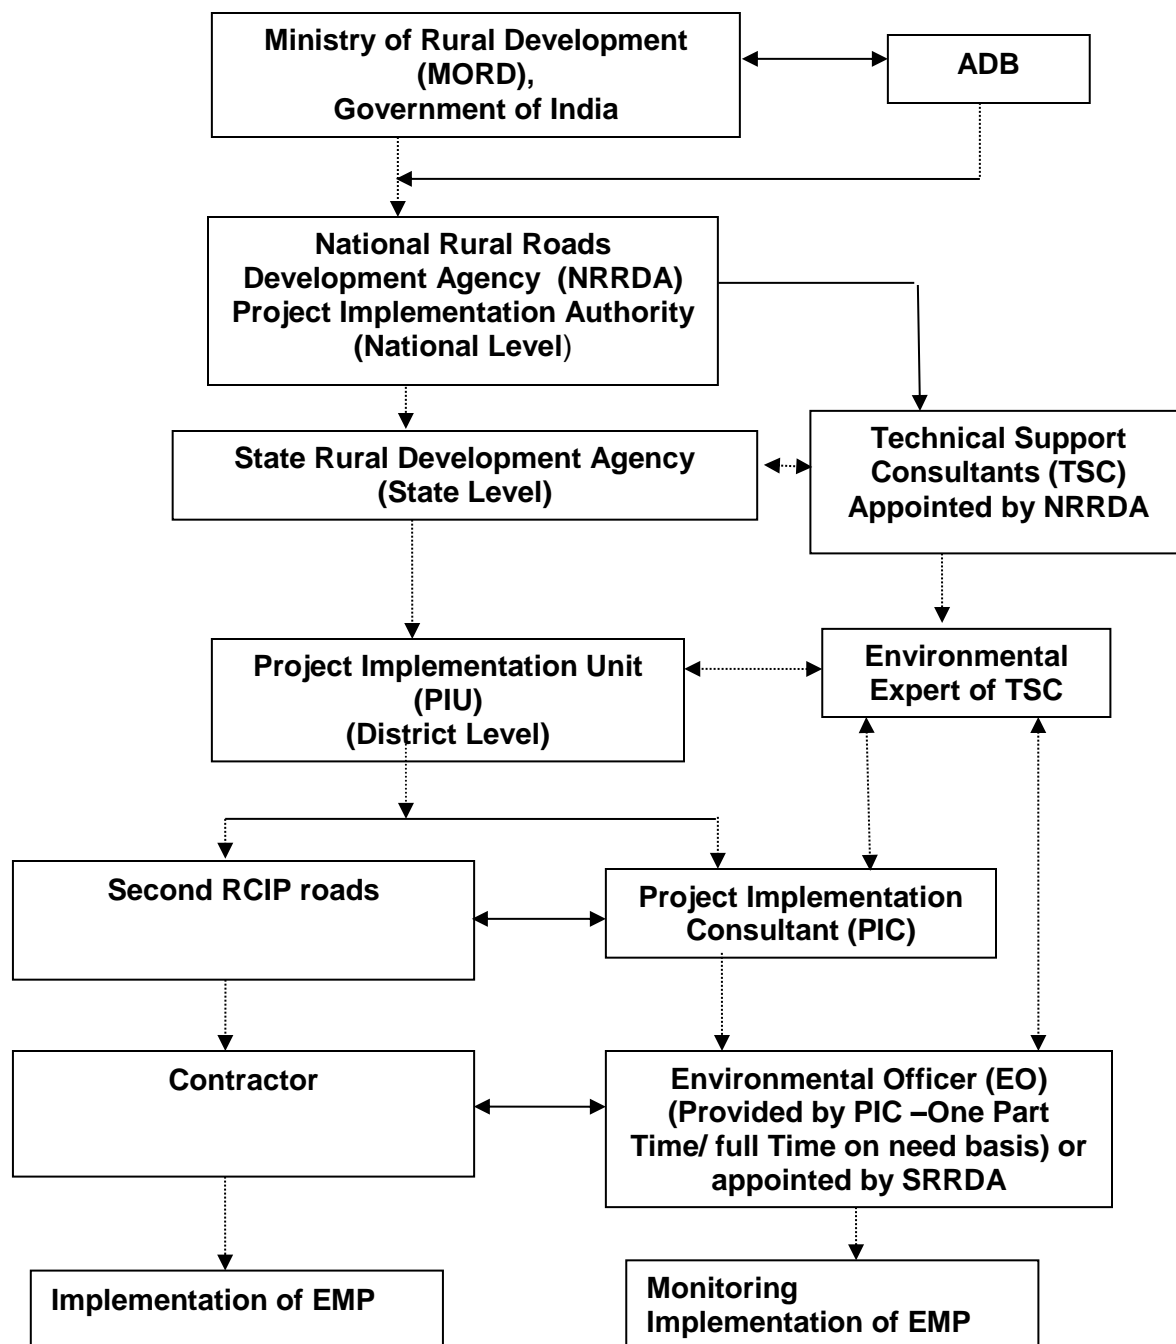 Ministry of Rural Development
(MORD),
Government of India
ADB
National Rural Roads
Development Agency (NRRDA)
Project Implementation Authority
(National Level)
State Rural Development Agency
(State Level)
Technical Support
Consultants (TSC)
Appointed by NRRDA
Project Implementation Unit
(PIU)
(District Level)
Environmental
Expert of TSC
Second RCIP roads
Project Implementation
Consultant (PIC)
Contractor
Environmental Officer (EO)
(Provided by PIC –One Part
Time/ full Time on need basis) or
appointed by SRRDA
Implementation of EMP
Monitoring
Implementation of EMP